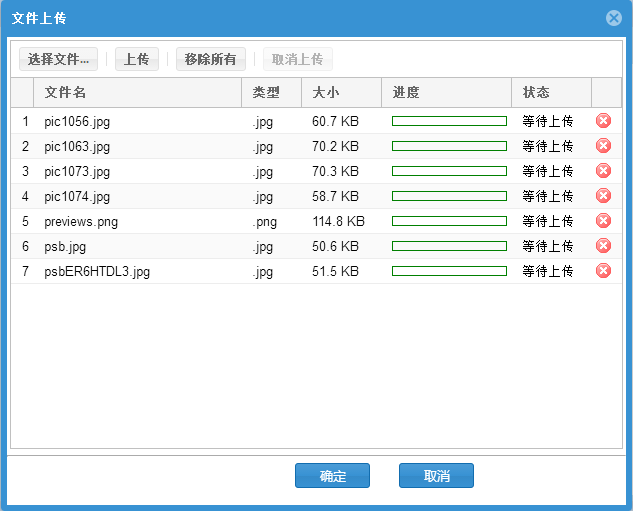 文件上传
选择文件... 上传 移除所有 取消上传
文件名 类型 大小 进度 状态
1 pic1056.jpg .jpg 60.7 KB 等待上传
2 pic1063.jpg .jpg 70.2 KB 等待上传
3 pic1073.jpg .jpg 70.3 KB 等待上传
4 pic1074.jpg .jpg 58.7 KB 等待上传
5 previews.png .png 114.8 KB 等待上传
6 psb.jpg .jpg 50.6 KB 等待上传
7 psbER6HTDL3.jpg .jpg 51.5 KB 等待上传
确定 取消